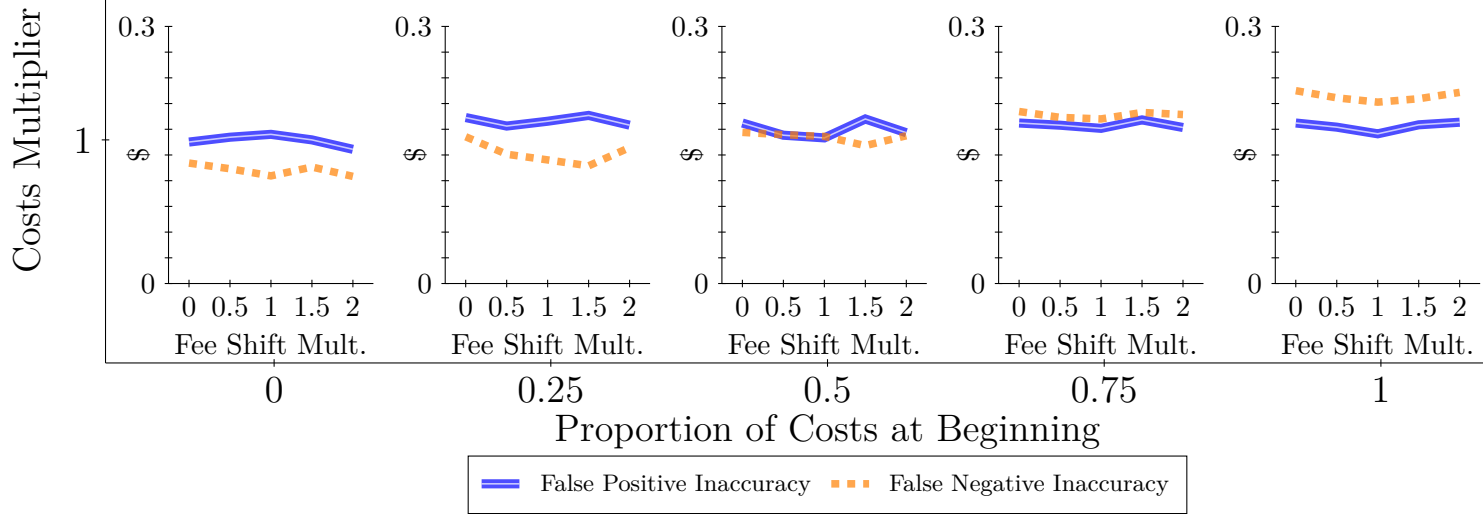 Costs Multiplier
1
0.3
$
0
0 0.5 1 1.5 2
Fee Shift Mult.
0.3
$
0
0 0.5 1 1.5 2
Fee Shift Mult.
0.3
$
0
0 0.5 1 1.5 2
Fee Shift Mult.
0.3
$
0
0 0.5 1 1.5 2
Fee Shift Mult.
0.3
$
0
0 0.5 1 1.5 2
Fee Shift Mult.
0 0.25 0.5 0.75 1
Proportion of Costs at Beginning
False Positive Inaccuracy False Negative Inaccuracy